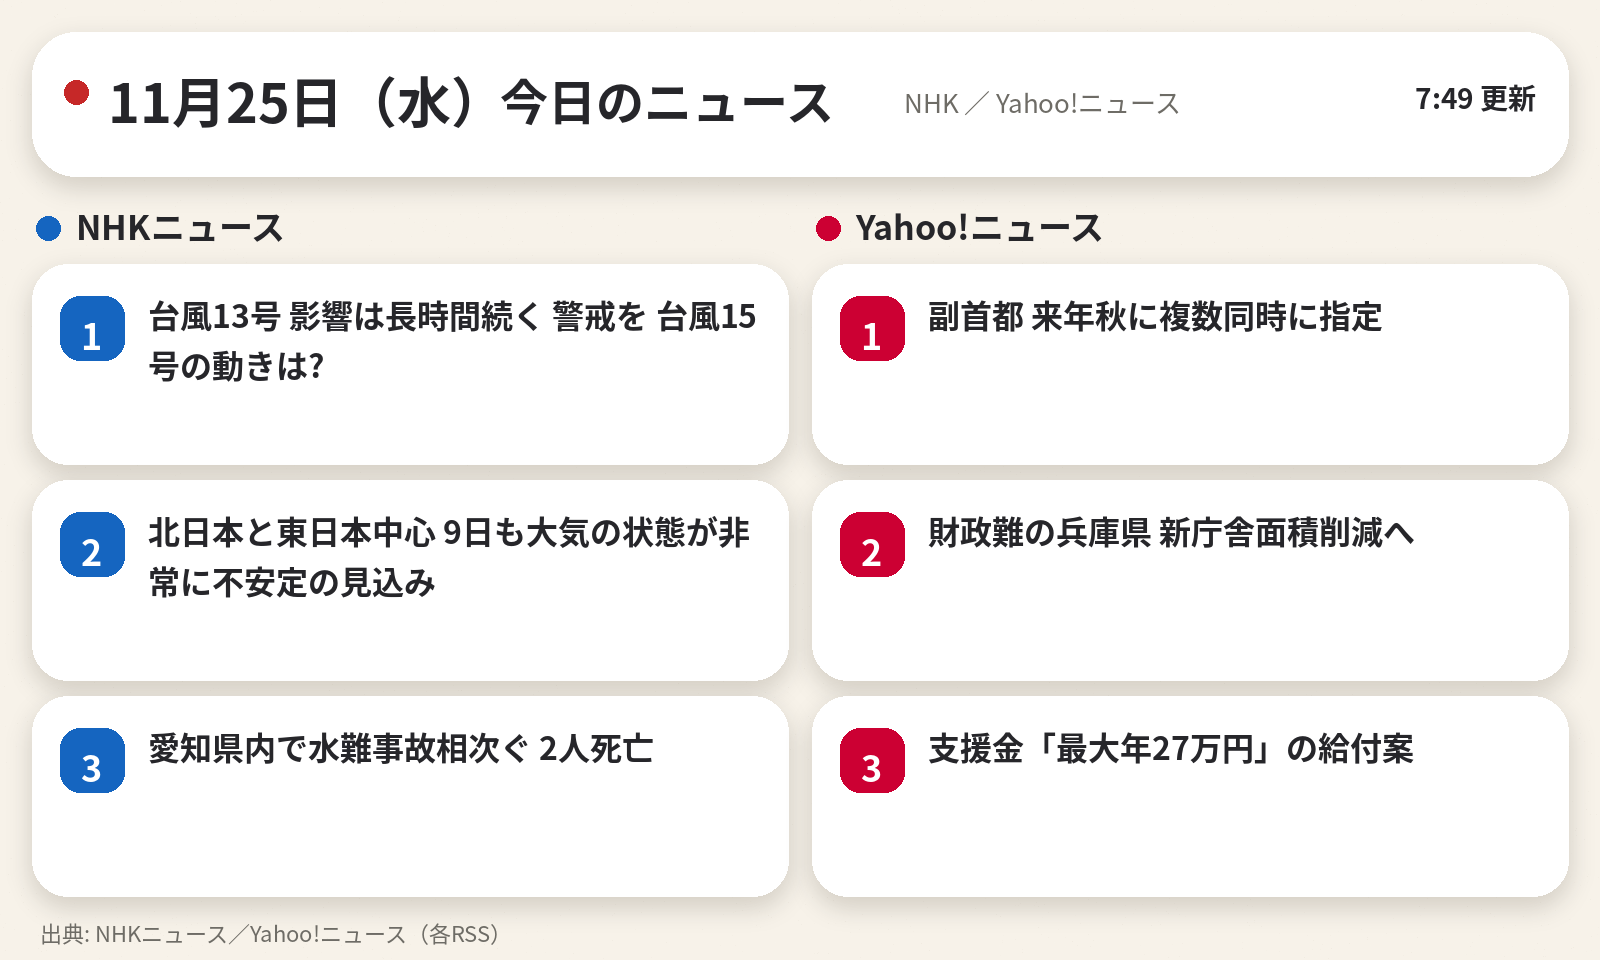 11月25日（水）今日のニュース
NHK ／ Yahoo!ニュース
7:49 更新
NHKニュース
1
台風13号 影響は長時間続く 警戒を 台風15
号の動きは?
2
北日本と東日本中心 9日も大気の状態が非
常に不安定の見込み
3
愛知県内で水難事故相次ぐ 2人死亡
Yahoo!ニュース
1
副首都 来年秋に複数同時に指定
2
財政難の兵庫県 新庁舎面積削減へ
3
支援金「最大年27万円」の給付案
出典: NHKニュース／Yahoo!ニュース（各RSS）